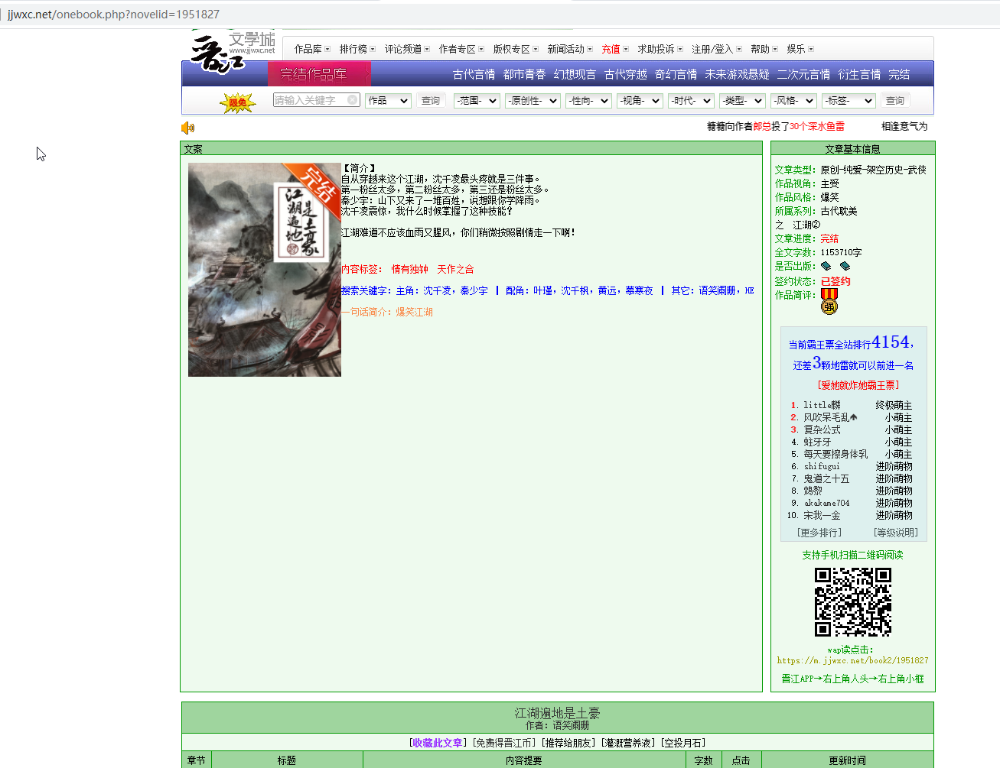 jjwxc.net/onebook.php?novelid=1951827
晋江
文学城
www.jjwxc.net
作品库 排行榜 评论频道 作者专区 版权专区 新闻活动 充值 求助投诉 注册/登入 帮助 娱乐
完结作品库
古代言情 都市青春 幻想现言 古代穿越 奇幻言情 未来游戏悬疑 二次元言情 衍生言情 完结
限免 请输入关键字 作品 查询 -范围- -原创性- -性向- -视角- -时代- -类型- -风格- -标签- 查询
糖糖向作者郎总投了30个深水鱼雷 相逢意气为
文案
完结
江湖遍地是土豪
【简介】
自从穿越来这个江湖，沈千凌最头疼就是三件事。
第一粉丝太多，第二粉丝太多，第三还是粉丝太多。
秦少宇：山下又来了一堆百姓，说想跟你学降雨。
沈千凌震惊，我什么时候掌握了这种技能？
江湖难道不应该血雨又腥风，你们稍微按照剧情走一下啊！
内容标签： 情有独钟 天作之合
搜索关键字：主角：沈千凌，秦少宇 ┃ 配角：叶瑾，沈千枫，黄远，慕寒夜 ┃ 其它：语笑阑珊，HE
一句话简介：爆笑江湖
文章基本信息
文章类型：原创-纯爱-架空历史-武侠
作品视角：主受
作品风格：爆笑
所属系列：古代耽美
之 江湖②
文章进度：完结
全文字数：1153710字
是否出版：
签约状态：已签约
作品简评：
强
当前霸王票全站排行4154，
还差3颗地雷就可以前进一名
[爱她就炸她霸王票]
1. little麟 终极萌主
2. 风吹呆毛乱 小萌主
3. 复杂公式 小萌主
4. 蛀牙牙 小萌主
5. 每天要擦身体乳 小萌主
6. shifugui 进阶萌物
7. 鬼道之十五 进阶萌物
8. 鴆黎 进阶萌物
9. akakame704 进阶萌物
10. 宋我一金 进阶萌物
[更多排行] [等级说明]
支持手机扫描二维码阅读
wap读点击：
https://m.jjwxc.net/book2/1951827
晋江APP→右上角人头→右上角小框
江湖遍地是土豪
作者：语笑阑珊
[收藏此文章] [免费得晋江币] [推荐给朋友] [灌溉营养液] [空投月石]
章节 标题 内容提要 字数 点击 更新时间